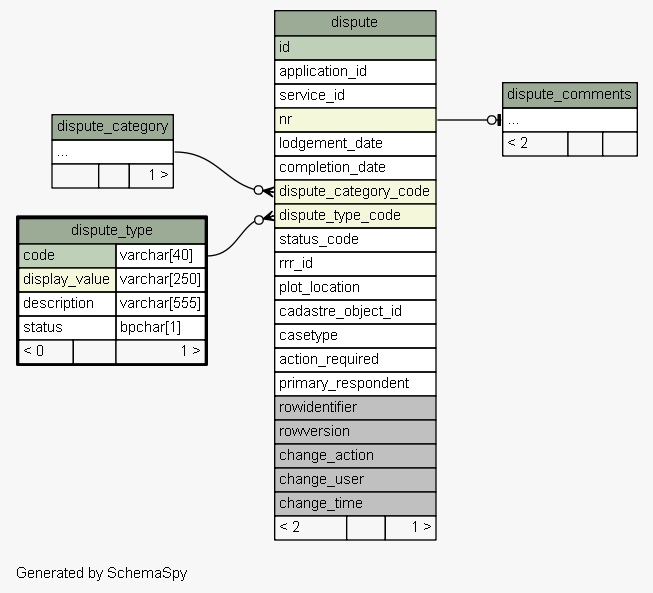 dispute
id
application_id
service_id
nr
lodgement_date
completion_date
dispute_category_code
dispute_type_code
status_code
rrr_id
plot_location
cadastre_object_id
casetype
action_required
primary_respondent
rowidentifier
rowversion
change_action
change_user
change_time
< 2 1 >
dispute_comments
...
< 2
dispute_category
...
1 >
dispute_type
code varchar[40]
display_value varchar[250]
description varchar[555]
status bpchar[1]
< 0 1 >
Generated by SchemaSpy